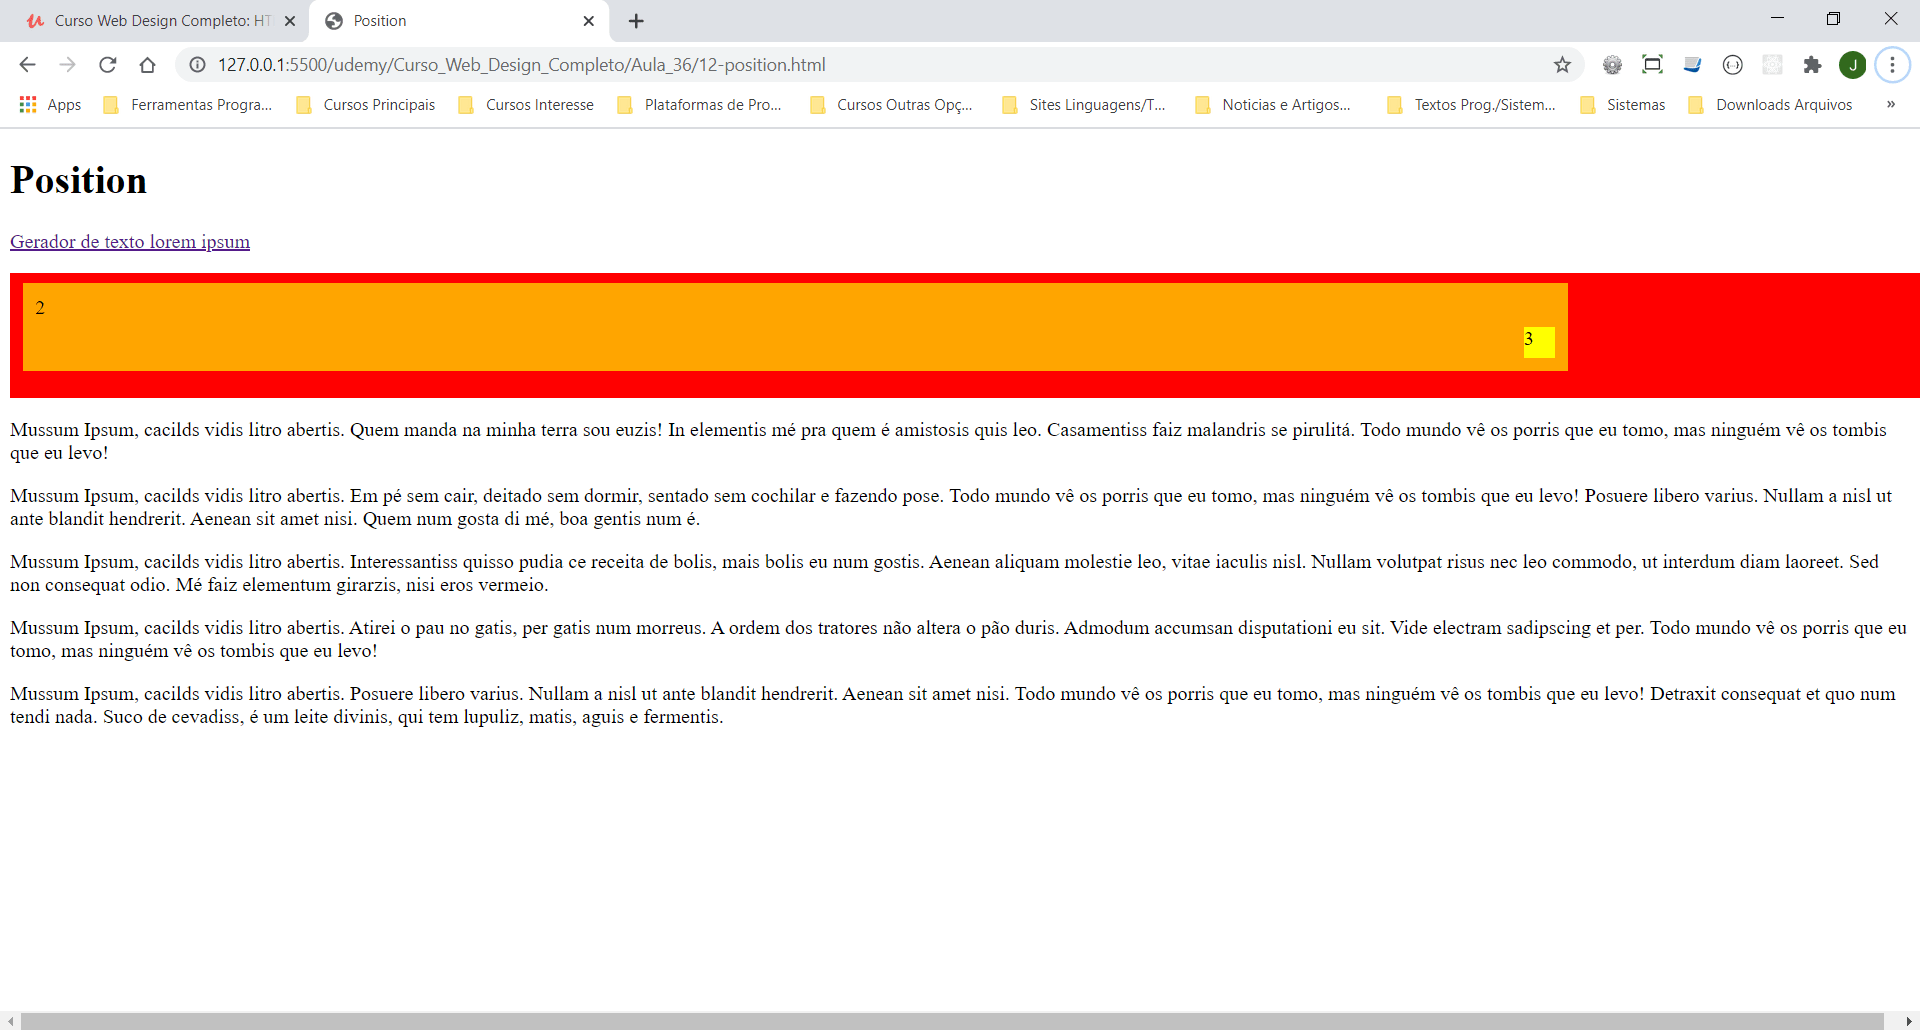 Curso Web Design Completo: HT
Position
127.0.0.1:5500/udemy/Curso_Web_Design_Completo/Aula_36/12-position.html
J
Apps
Ferramentas Progra...
Cursos Principais
Cursos Interesse
Plataformas de Pro...
Cursos Outras Opç...
Sites Linguagens/T...
Noticias e Artigos...
Textos Prog./Sistem...
Sistemas
Downloads Arquivos
»
Position
Gerador de texto lorem ipsum
2
3
Mussum Ipsum, cacilds vidis litro abertis. Quem manda na minha terra sou euzis! In elementis mé pra quem é amistosis quis leo. Casamentiss faiz malandris se pirulitá. Todo mundo vê os porris que eu tomo, mas ninguém vê os tombis
que eu levo!
Mussum Ipsum, cacilds vidis litro abertis. Em pé sem cair, deitado sem dormir, sentado sem cochilar e fazendo pose. Todo mundo vê os porris que eu tomo, mas ninguém vê os tombis que eu levo! Posuere libero varius. Nullam a nisl ut
ante blandit hendrerit. Aenean sit amet nisi. Quem num gosta di mé, boa gentis num é.
Mussum Ipsum, cacilds vidis litro abertis. Interessantiss quisso pudia ce receita de bolis, mais bolis eu num gostis. Aenean aliquam molestie leo, vitae iaculis nisl. Nullam volutpat risus nec leo commodo, ut interdum diam laoreet. Sed
non consequat odio. Mé faiz elementum girarzis, nisi eros vermeio.
Mussum Ipsum, cacilds vidis litro abertis. Atirei o pau no gatis, per gatis num morreus. A ordem dos tratores não altera o pão duris. Admodum accumsan disputationi eu sit. Vide electram sadipscing et per. Todo mundo vê os porris que eu
tomo, mas ninguém vê os tombis que eu levo!
Mussum Ipsum, cacilds vidis litro abertis. Posuere libero varius. Nullam a nisl ut ante blandit hendrerit. Aenean sit amet nisi. Todo mundo vê os porris que eu tomo, mas ninguém vê os tombis que eu levo! Detraxit consequat et quo num
tendi nada. Suco de cevadiss, é um leite divinis, qui tem lupuliz, matis, aguis e fermentis.